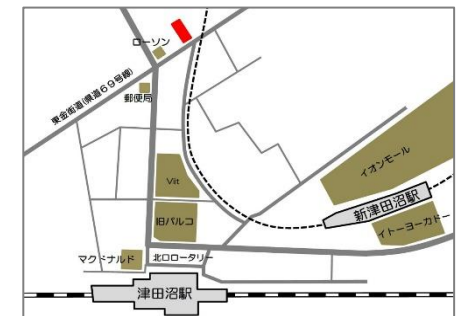 ローソン
東金街道(県道69号線)
郵便局
イオンモール
Vit
新津田沼駅
旧パルコ
イトーヨーカドー
マクドナルド
北口ロータリー
津田沼駅